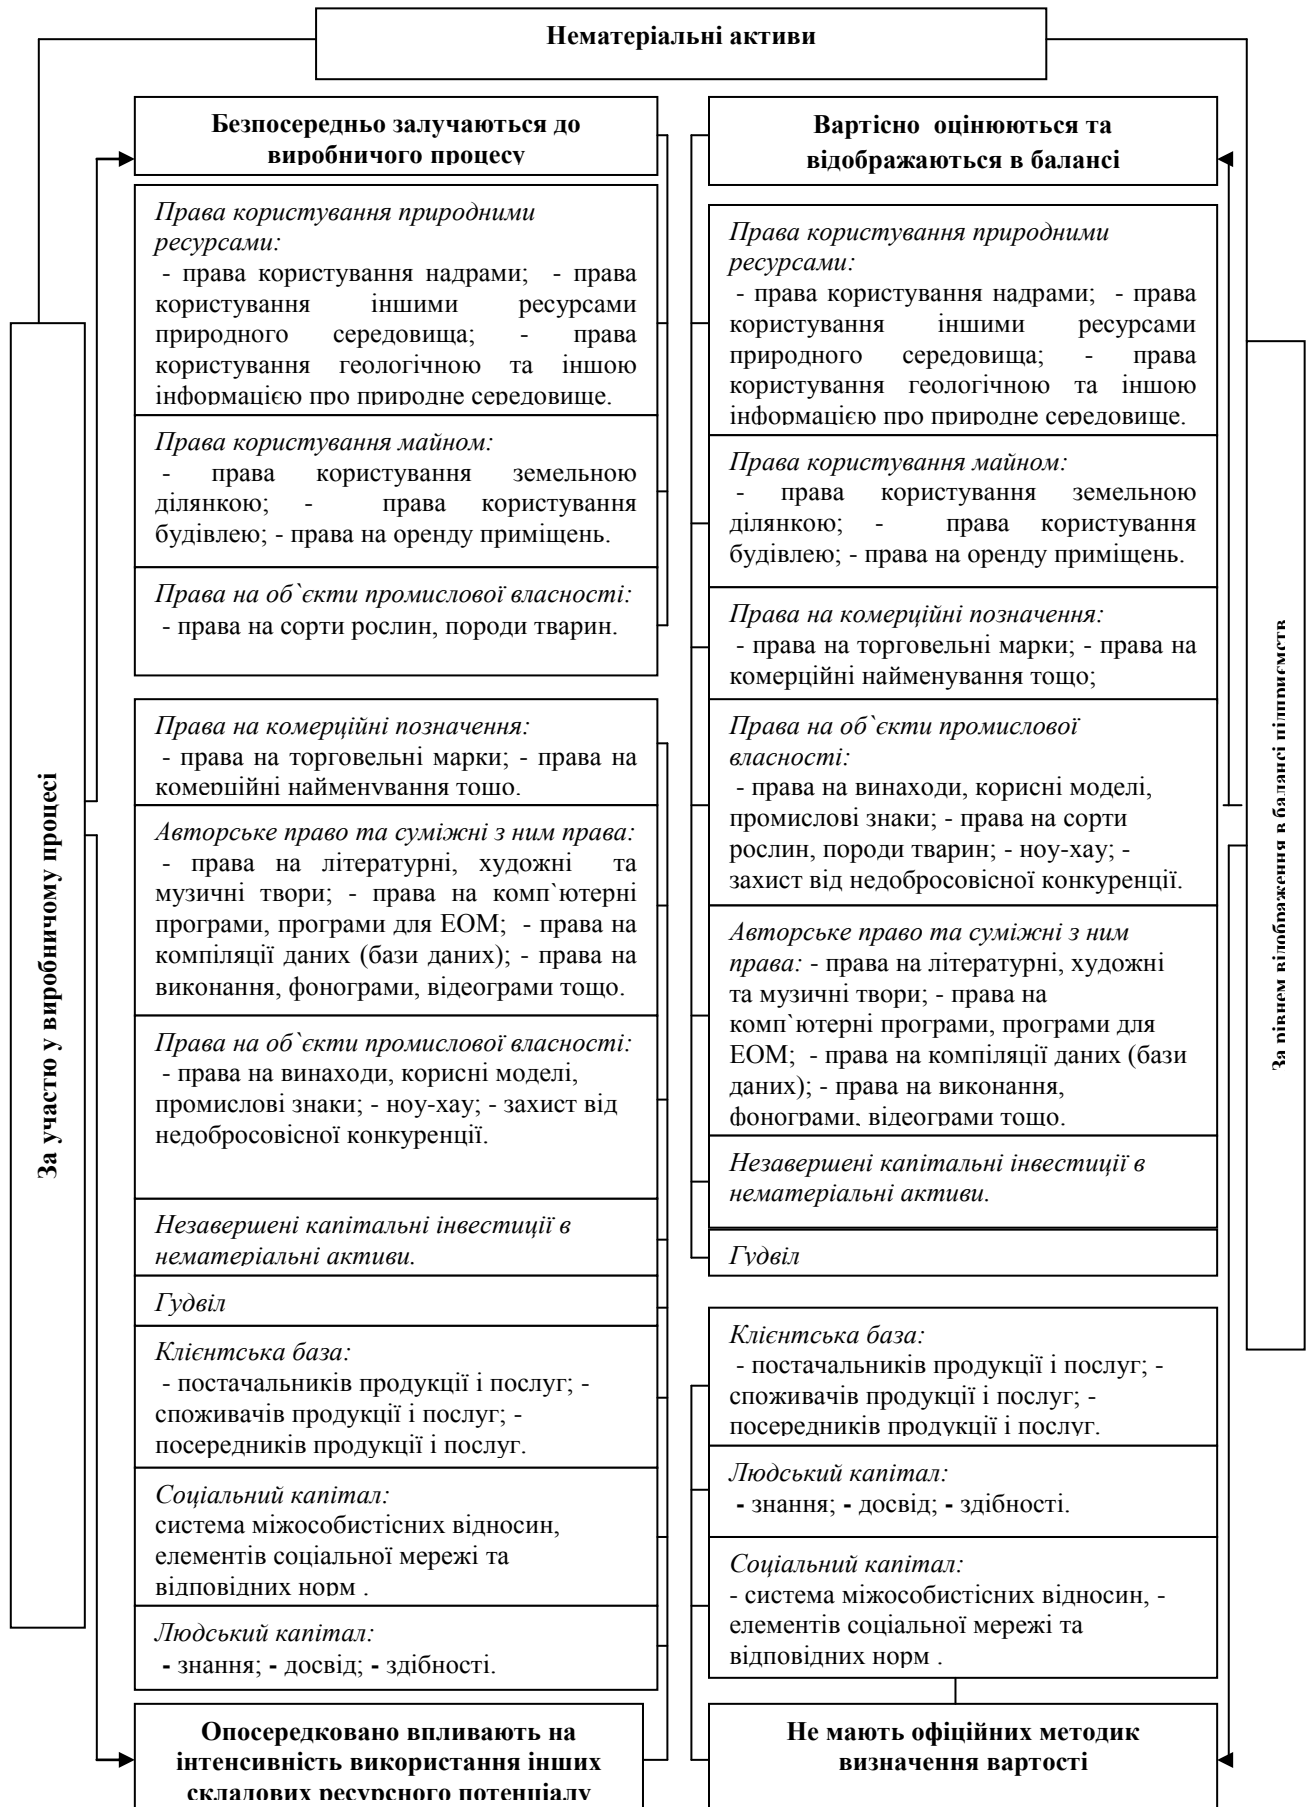 Нематеріальні активи
Безпосередньо залучаються до
виробничого процесу
Права користування природними
ресурсами:
- права користування надрами; - права
користування іншими ресурсами
природного середовища; - права
користування геологічною та іншою
інформацією про природне середовище.
Права користування майном:
- права користування земельною
ділянкою; - права користування
будівлею; - права на оренду приміщень.
Права на об`єкти промислової власності:
- права на сорти рослин, породи тварин.
Права на комерційні позначення:
- права на торговельні марки; - права на
комерційні найменування тощо.
Авторське право та суміжні з ним права:
- права на літературні, художні та
музичні твори; - права на комп`ютерні
програми, програми для ЕОМ; - права на
компіляції даних (бази даних); - права на
виконання, фонограми, відеограми тощо.
Права на об`єкти промислової власності:
- права на винаходи, корисні моделі,
промислові знаки; - ноу-хау; - захист від
недобросовісної конкуренції.
Незавершені капітальні інвестиції в
нематеріальні активи.
Гудвіл
Клієнтська база:
- постачальників продукції і послуг; -
споживачів продукції і послуг; -
посередників продукції і послуг.
Соціальний капітал:
система міжособистісних відносин,
елементів соціальної мережі та
відповідних норм .
Людський капітал:
- знання; - досвід; - здібності.
Опосередковано впливають на
інтенсивність використання інших
складових ресурсного потенціалу
Вартісно оцінюються та
відображаються в балансі
Права користування природними
ресурсами:
- права користування надрами; - права
користування іншими ресурсами
природного середовища; - права
користування геологічною та іншою
інформацією про природне середовище.
Права користування майном:
- права користування земельною
ділянкою; - права користування
будівлею; - права на оренду приміщень.
Права на комерційні позначення:
- права на торговельні марки; - права на
комерційні найменування тощо;
Права на об`єкти промислової
власності:
- права на винаходи, корисні моделі,
промислові знаки; - права на сорти
рослин, породи тварин; - ноу-хау; -
захист від недобросовісної конкуренції.
Авторське право та суміжні з ним
права: - права на літературні, художні
та музичні твори; - права на
комп`ютерні програми, програми для
ЕОМ; - права на компіляції даних (бази
даних); - права на виконання,
фонограми, відеограми тощо.
Незавершені капітальні інвестиції в
нематеріальні активи.
Гудвіл
Клієнтська база:
- постачальників продукції і послуг; -
споживачів продукції і послуг; -
посередників продукції і послуг.
Людський капітал:
- знання; - досвід; - здібності.
Соціальний капітал:
- система міжособистісних відносин, -
елементів соціальної мережі та
відповідних норм .
Не мають офіційних методик
визначення вартості
За участю у виробничому процесі
За рівнем відображення в балансі підприємств